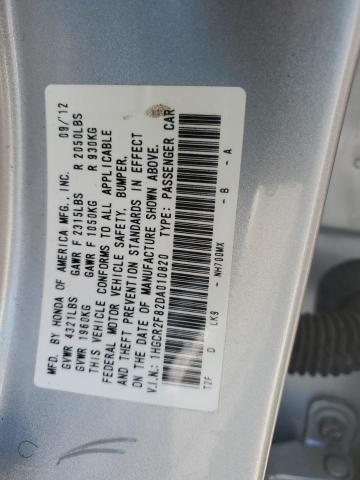 MFD. BY HONDA OF AMERICA MFG., INC. 09/'12
GVWR 4321LBS GAWR F 2315LBS R 2050LBS
GVWR 1960KG GAWR F 1050KG R 930KG
THIS VEHICLE CONFORMS TO ALL APPLICABLE
FEDERAL MOTOR VEHICLE SAFETY, BUMPER,
AND THEFT PREVENTION STANDARDS IN EFFECT
ON THE DATE OF MANUFACTURE SHOWN ABOVE.
V.I.N.: 1HGCR2F82DA010820 TYPE: PASSENGER CAR
T2F D LK9 - NH700MX - B - A